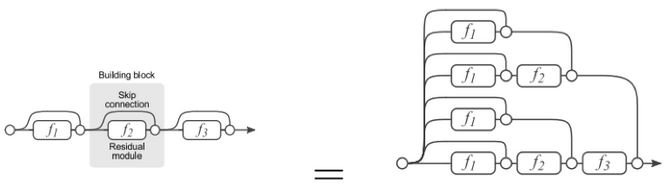 Building block
Skip
connection
f1
f2
f3
Residual
module
=
f1
f1
f2
f1
f1
f2
f3